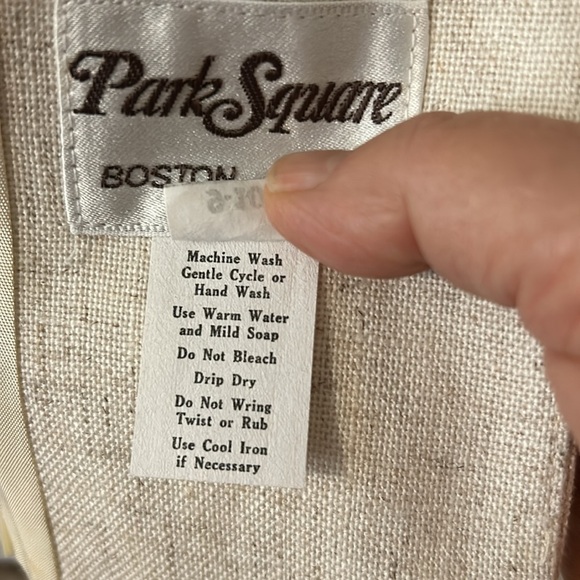 Park Square
BOSTON
Machine Wash
Gentle Cycle or
Hand Wash
Use Warm Water
and Mild Soap
Do Not Bleach
Drip Dry
Do Not Wring
Twist or Rub
Use Cool Iron
if Necessary